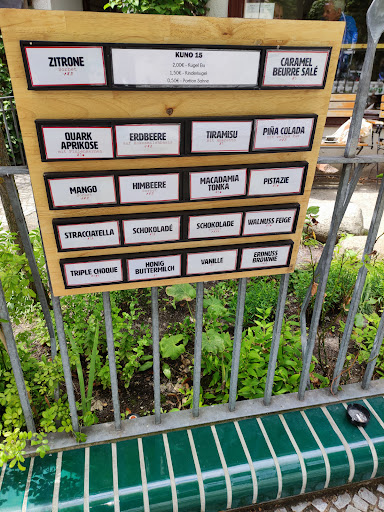 ZITRONE
KUNO 15
2,00€ - Kugel Eis
1,50€ - Kinderkugel
0,50€ - Portion Sahne
CARAMEL
BEURRE SALÉ
QUARK
APRIKOSE
ERDBEERE
TIRAMISU
PIÑA COLADA
MANGO
HIMBEERE
MACADAMIA
TONKA
PISTAZIE
STRACCIATELLA
SCHOKOLADE
SCHOKOLADE
WALNUSS FEIGE
TRIPLE CHOQUE
HONIG
BUTTERMILCH
VANILLE
ERDNUSS
BROWNIE